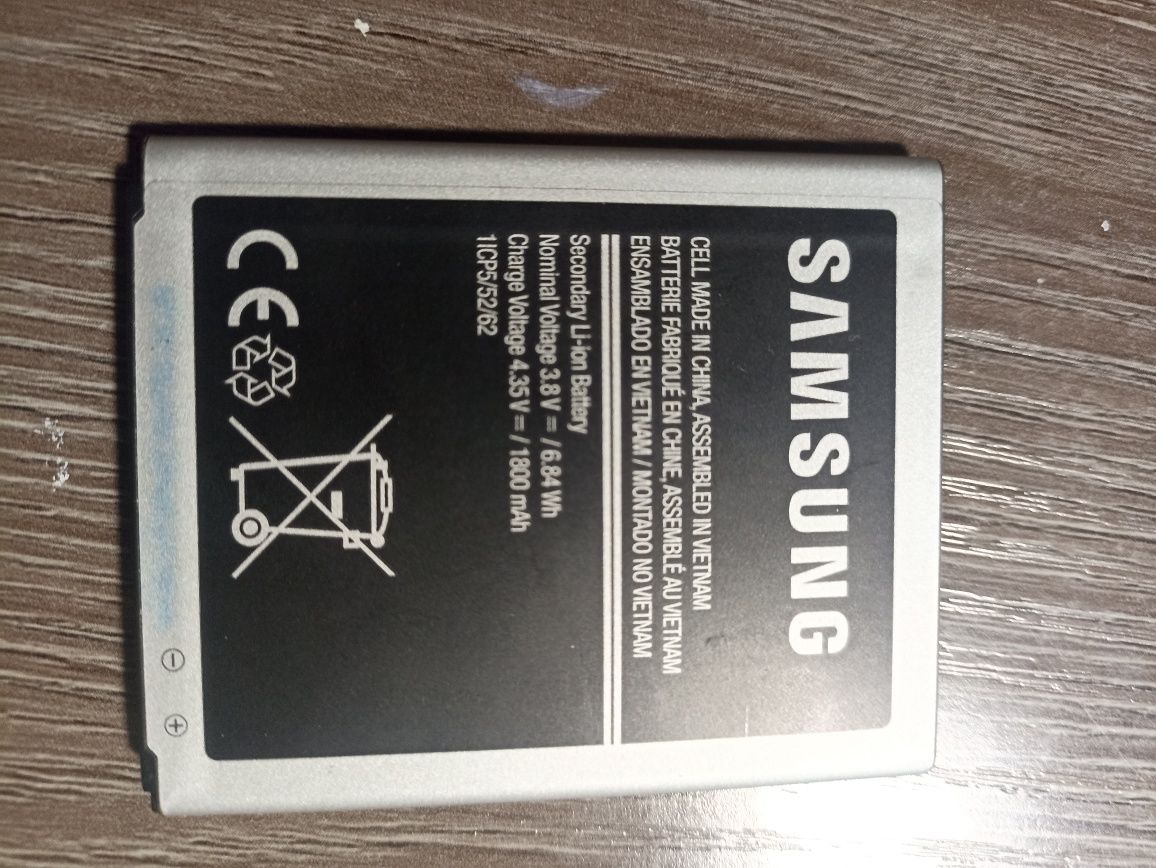 SAMSUNG
CELL MADE IN CHINA, ASSEMBLED IN VIETNAM
BATTERIE FABRIQUÉ EN CHINE, ASSEMBLÉ AU VIETNAM
ENSAMBLADO EN VIETNAM / MONTADO NO VIETNAM
Secondary Li-Ion Battery
Nominal Voltage 3.8 V ⎓ / 6.84 Wh
Charge Voltage 4.35 V ⎓ / 1800 mAh
1ICP5/52/62
CE
⊖ ⊕